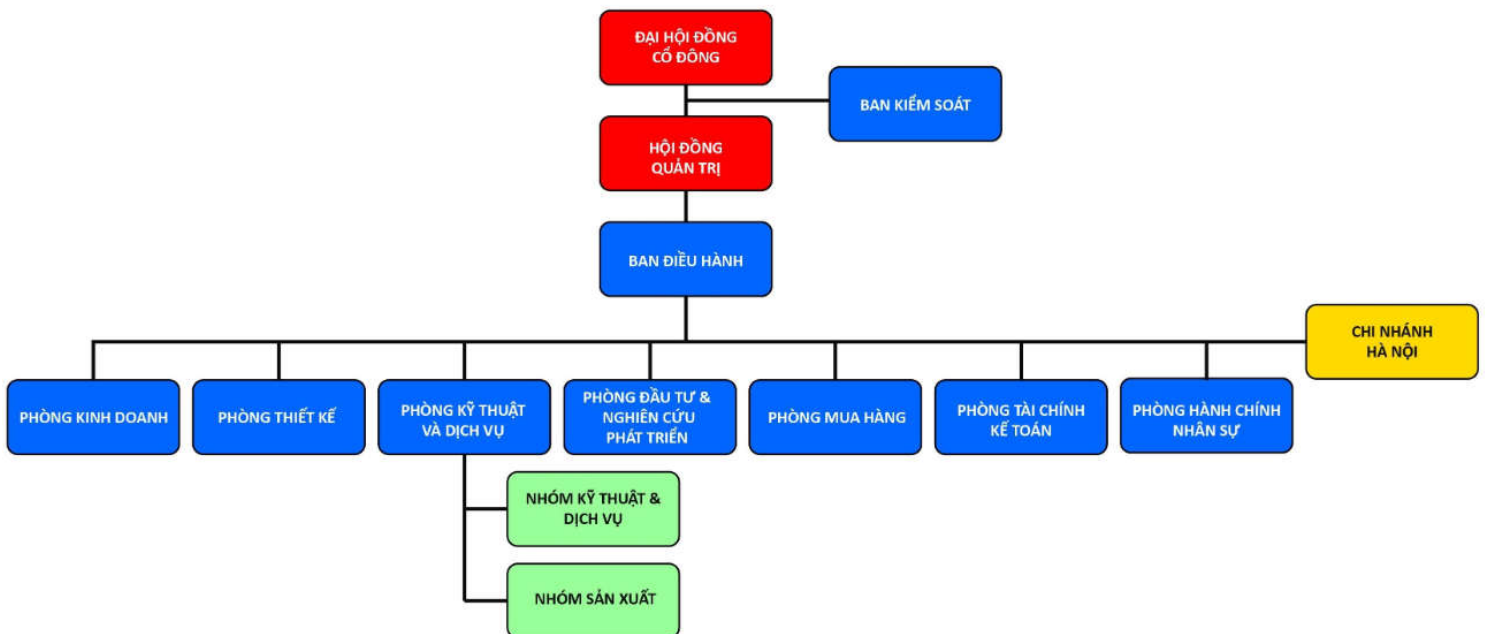 ĐẠI HỘI ĐỒNG
CỔ ĐÔNG
BAN KIỂM SOÁT
HỘI ĐỒNG
QUẢN TRỊ
BAN ĐIỀU HÀNH
CHI NHÁNH
HÀ NỘI
PHÒNG KINH DOANH
PHÒNG THIẾT KẾ
PHÒNG KỸ THUẬT
VÀ DỊCH VỤ
PHÒNG ĐẦU TƯ &
NGHIÊN CỨU
PHÁT TRIỂN
PHÒNG MUA HÀNG
PHÒNG TÀI CHÍNH
KẾ TOÁN
PHÒNG HÀNH CHÍNH
NHÂN SỰ
NHÓM KỸ THUẬT &
DỊCH VỤ
NHÓM SẢN XUẤT